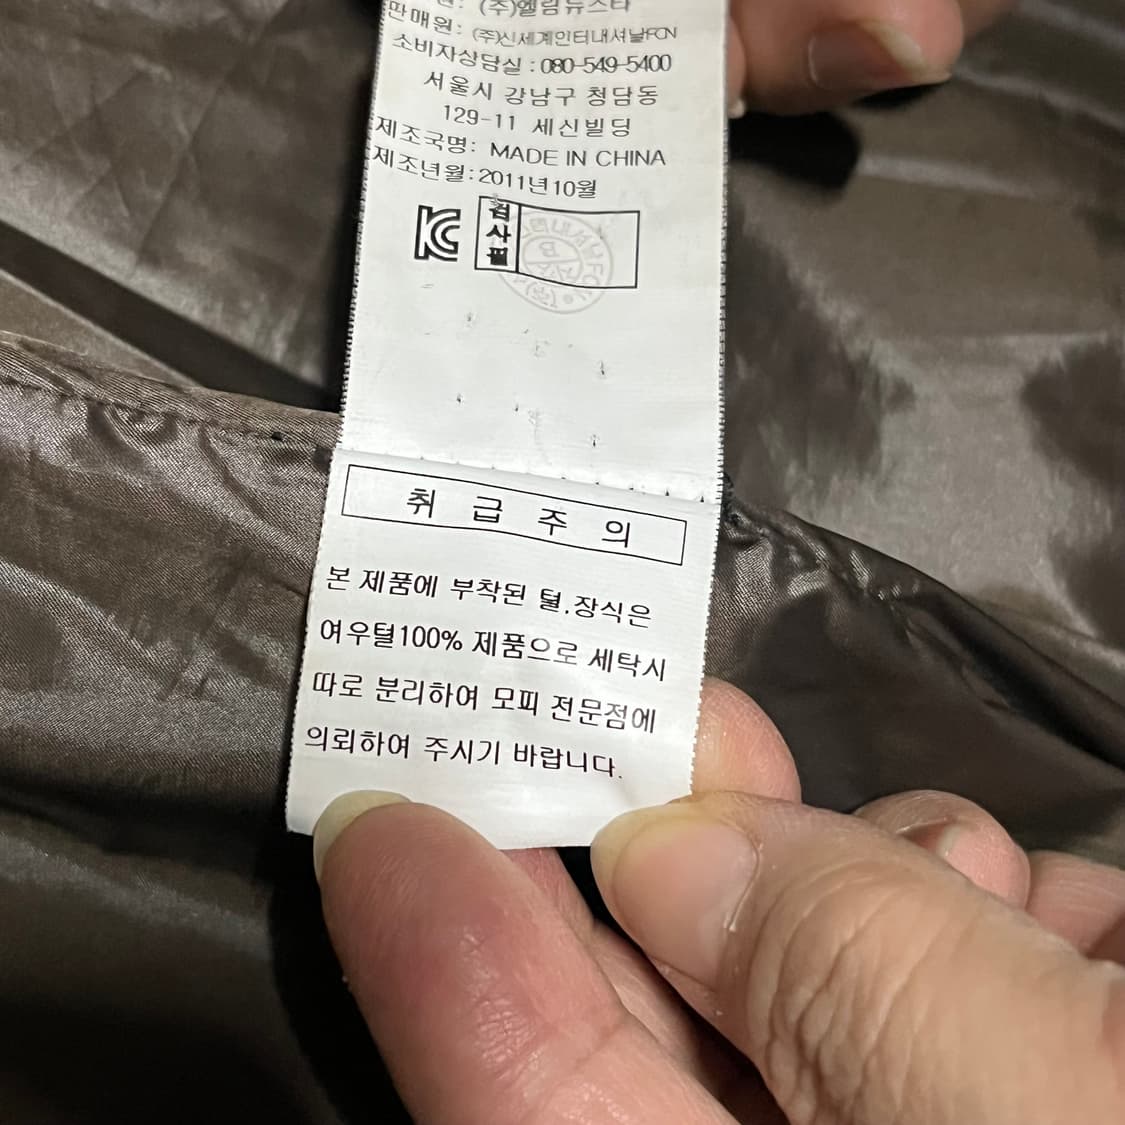 원: (주)엘림뉴스타
판매원: (주)신세계인터내셔날FCN
소비자상담실 : 080-549-5400
서울시 강남구 청담동
129-11 세신빌딩
제조국명: MADE IN CHINA
제조년월:2011년10월
검사필
취 급 주 의
본 제품에 부착된 털.장식은
여우털100% 제품으로 세탁시
따로 분리하여 모피 전문점에
의뢰하여 주시기 바랍니다.